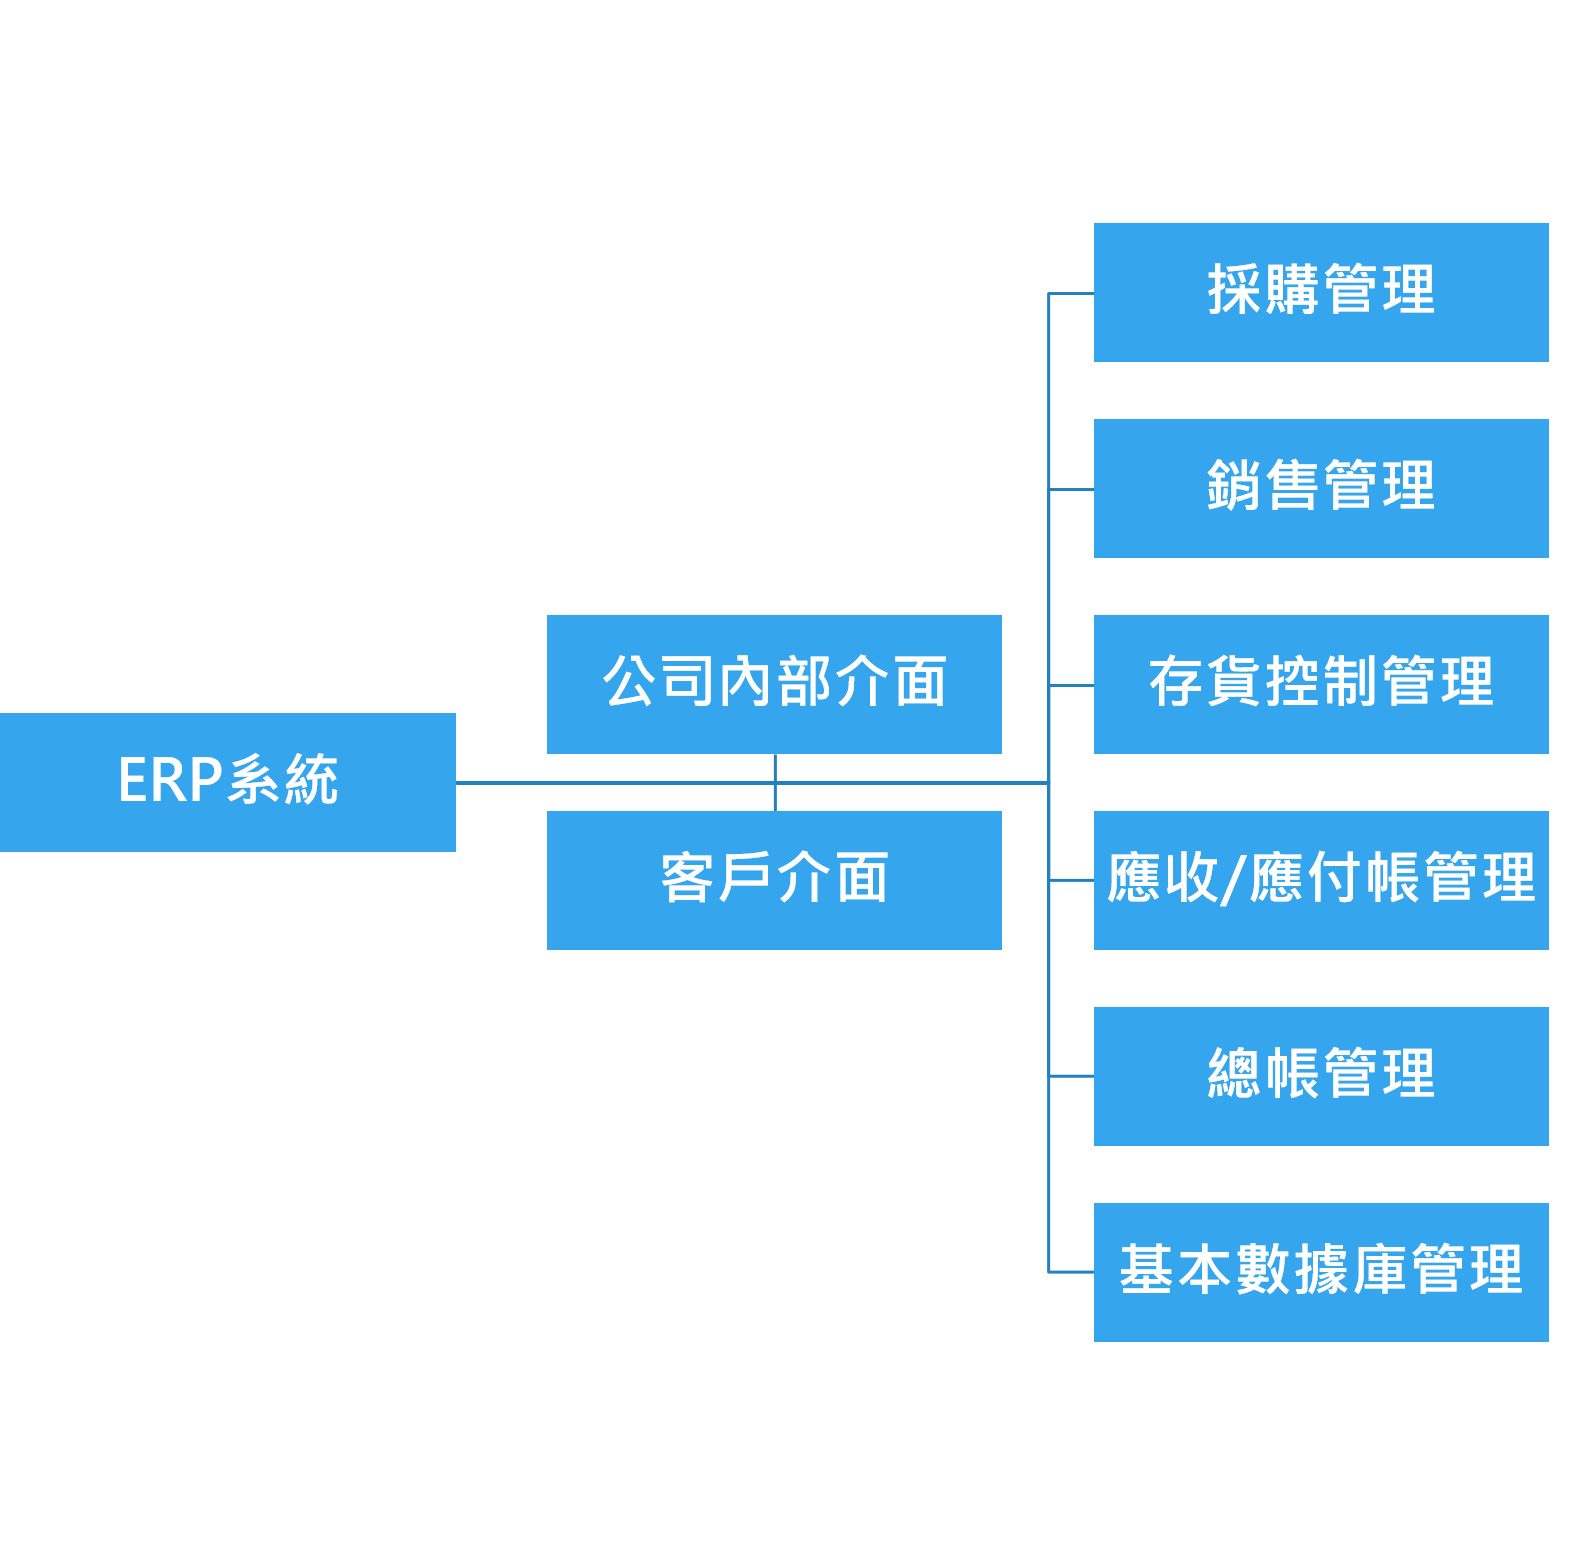 ERP系統
公司內部介面
客戶介面
採購管理
銷售管理
存貨控制管理
應收/應付帳管理
總帳管理
基本數據庫管理